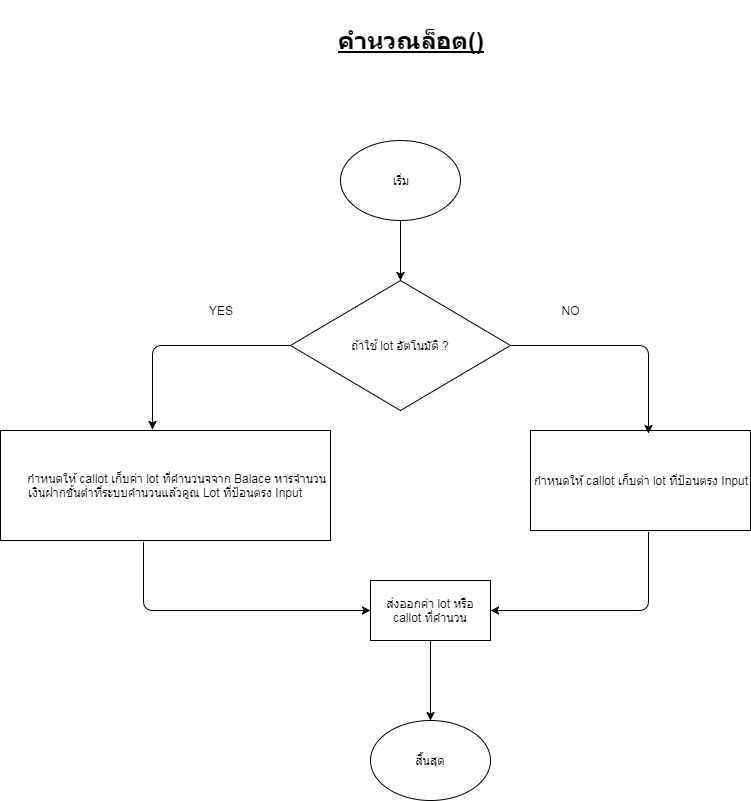 คำนวณล็อต()
เริ่ม
YES
NO
ถ้าใช้ lot อัตโนมัติ ?
กำหนดให้ callot เก็บค่า lot ที่คำนวนจจาก Balace หารจำนวน
เงินฝากขั้นต่ำที่ระบบคำนวนแล้วคูณ Lot ที่ป้อนตรง Input
กำหนดให้ callot เก็บต่า lot ที่ป้อนตรง Input
ส่งออกค่า lot หรือ
callot ที่คำนวน
สิ้นสุด